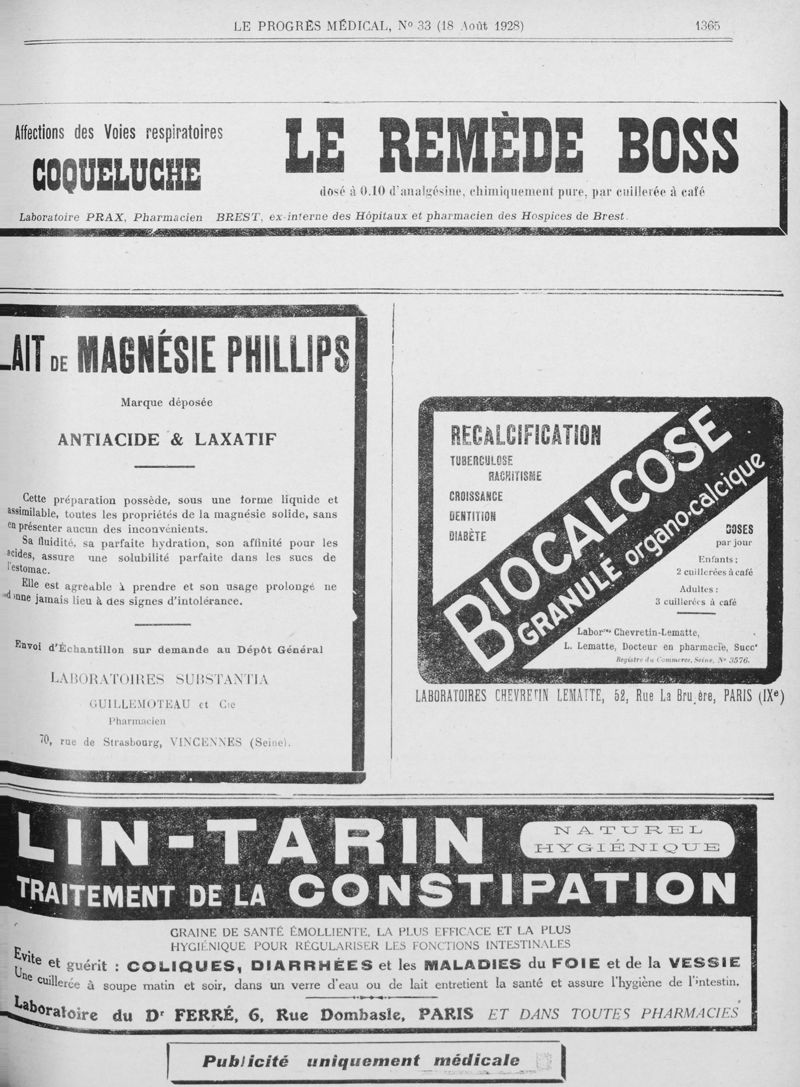 LE PROGRÈS MÉDICAL, Nº 33 (18 Août 1928)
1365
Affections des Voies respiratoires
COQUELUCHE
LE REMÈDE BOSS
dosé à 0.10 d'analgésine, chimiquement pure, par cuillerée à café
Laboratoire PRAX, Pharmacien BREST, ex-interne des Hôpitaux et pharmacien des Hospices de Brest.
LAIT DE MAGNÉSIE PHILLIPS
Marque déposée
ANTIACIDE & LAXATIF
Cette préparation possède, sous une forme liquide et
assimilable, toutes les propriétés de la magnésie solide, sans
en présenter aucun des inconvénients.
Sa fluidité, sa parfaite hydration, son affinité pour les
acides, assure une solubilité parfaite dans les sucs de
l'estomac.
Elle est agréable à prendre et son usage prolongé ne
donne jamais lieu à des signes d'intolérance.
Envoi d'Échantillon sur demande au Dépôt Général
LABORATOIRES SUBSTANTIA
GUILLEMOTEAU et Cie
Pharmacien
70, rue de Strasbourg, VINCENNES (Seine).
RECALCIFICATION
TUBERCULOSE
RACHITISME
CROISSANCE
DENTITION
DIABÈTE
BIOCALCOSE
GRANULÉ organo-calcique
DOSES
par jour
Enfants :
2 cuillerées à café
Adultes :
3 cuillerées à café
Laborres Chevretin-Lematte,
L. Lematte, Docteur en pharmacie, Succr
Registre du Commerce, Seine, Nº 3576.
LABORATOIRES CHEVRETIN LEMATTE, 52, Rue La Bruyère, PARIS (IXe)
LIN-TARIN
NATUREL
HYGIÉNIQUE
TRAITEMENT DE LA CONSTIPATION
GRAINE DE SANTÉ ÉMOLLIENTE, LA PLUS EFFICACE ET LA PLUS
HYGIÉNIQUE POUR RÉGULARISER LES FONCTIONS INTESTINALES
Evite et guérit : COLIQUES, DIARRHÉES et les MALADIES du FOIE et de la VESSIE
Une cuillerée à soupe matin et soir, dans un verre d'eau ou de lait entretient la santé et assure l'hygiène de l'intestin.
Laboratoire du Dr FERRÉ, 6, Rue Dombasle, PARIS ET DANS TOUTES PHARMACIES
Publicité uniquement médicale